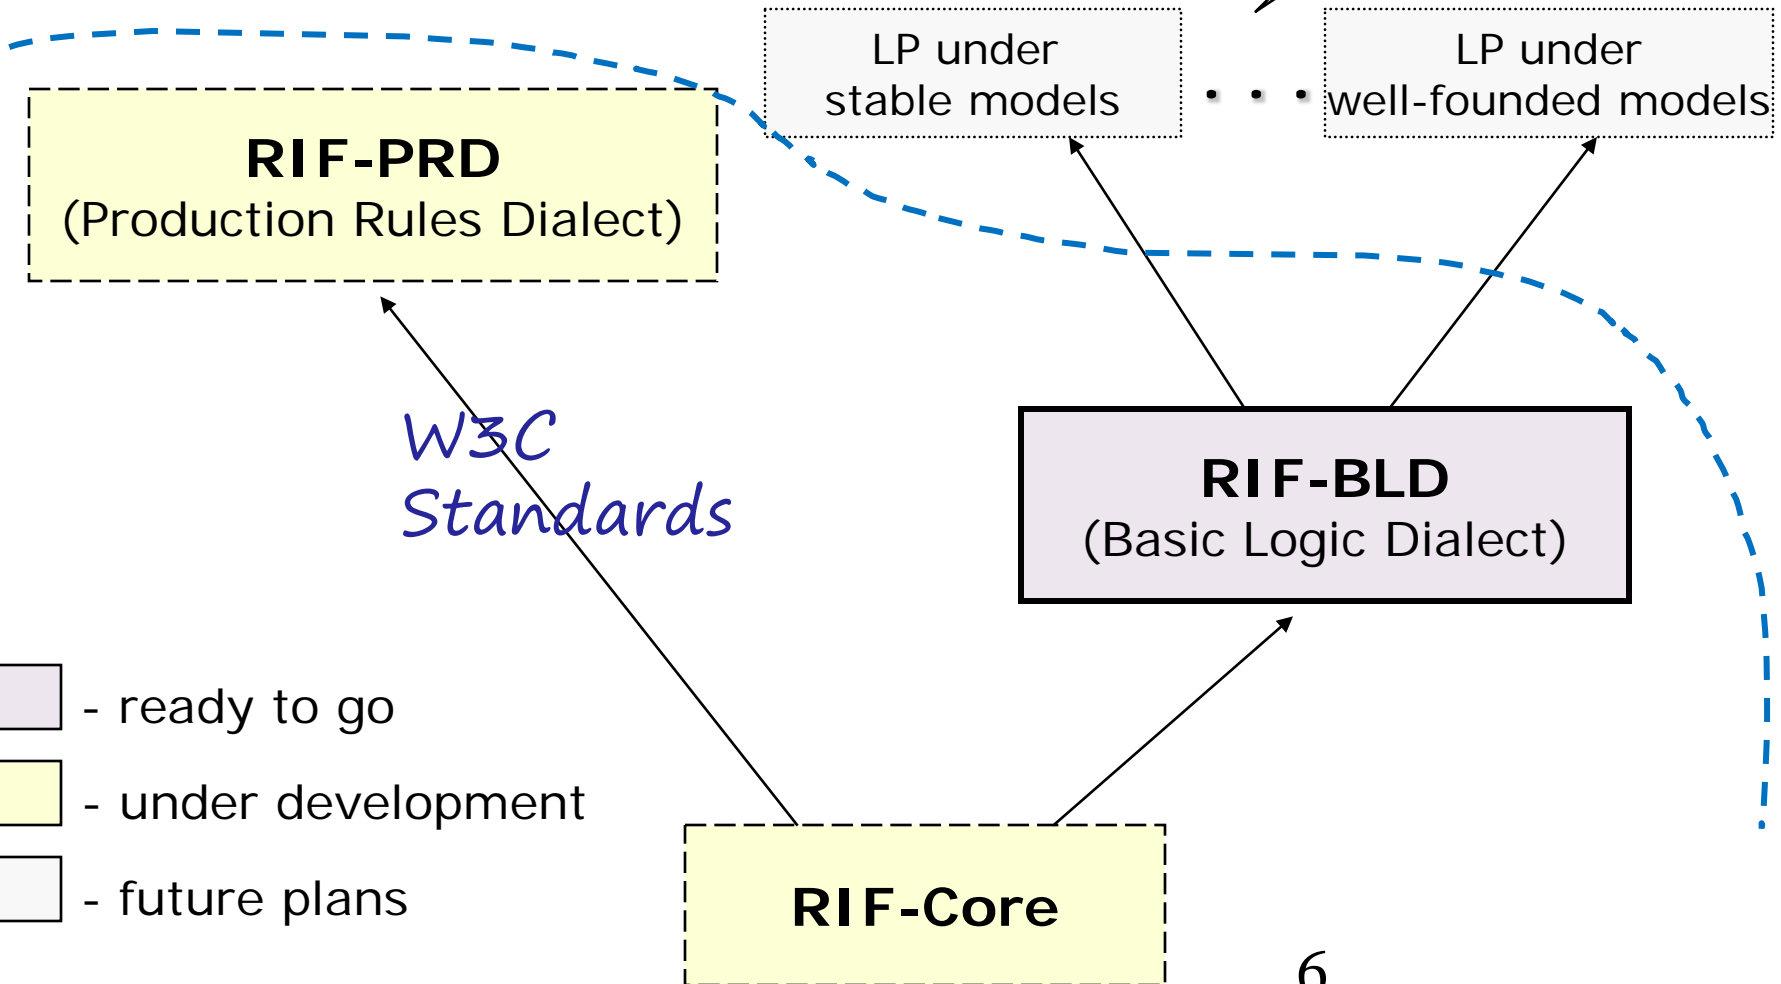 LP under
stable models
. . .
LP under
well-founded models
RIF-PRD
(Production Rules Dialect)
W3C
Standards
RIF-BLD
(Basic Logic Dialect)
- ready to go
- under development
- future plans
RIF-Core
6